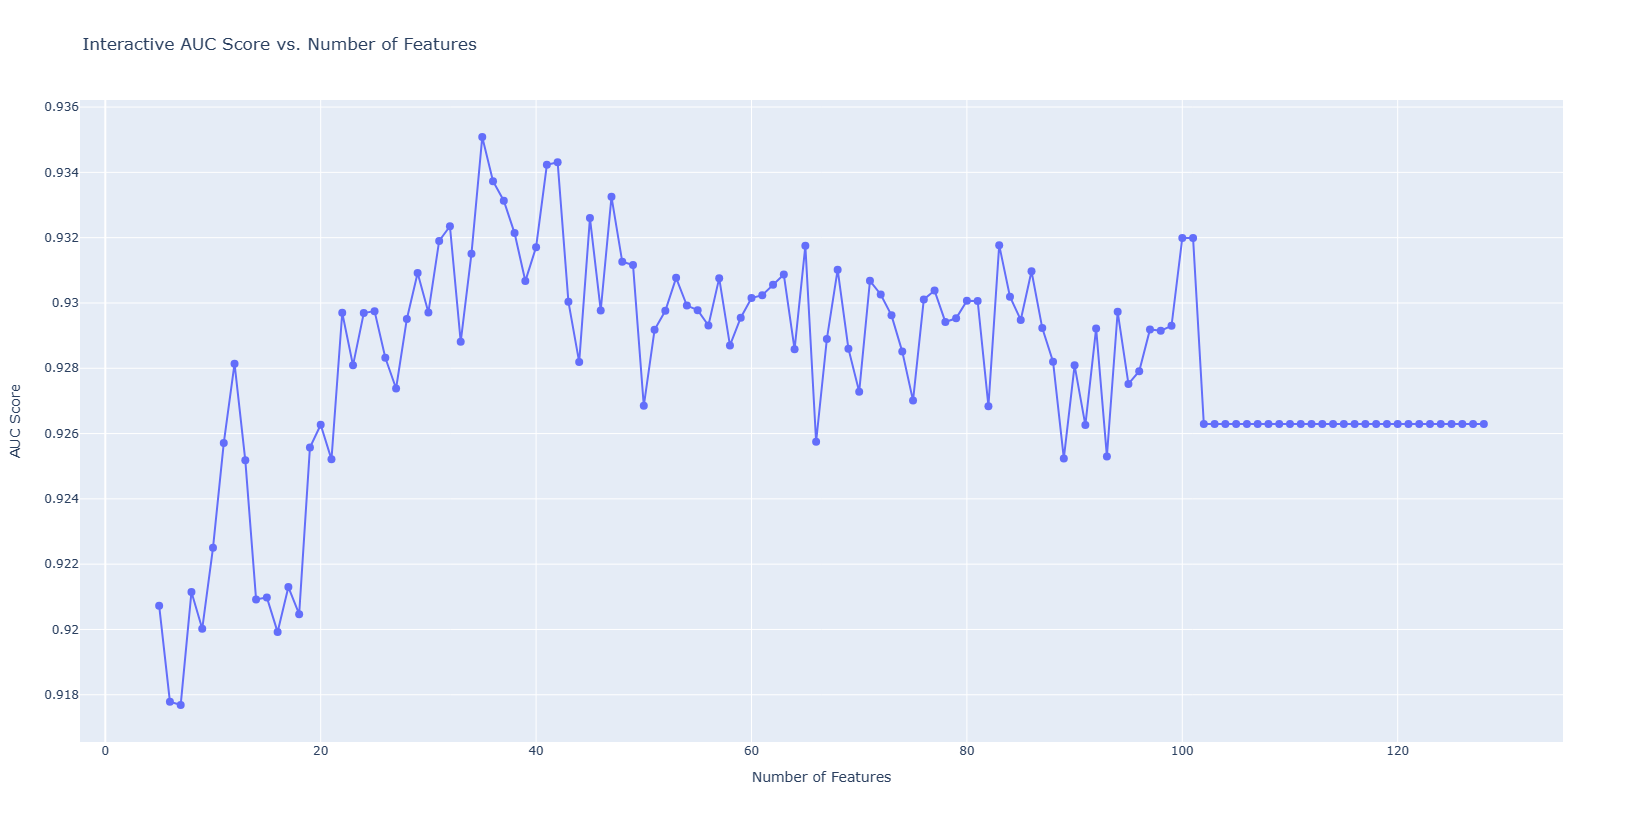 Interactive AUC Score vs. Number of Features
0.936
0.934
0.932
0.93
0.928
0.926
0.924
0.922
0.92
0.918
AUC Score
0 20 40 60 80 100 120
Number of Features